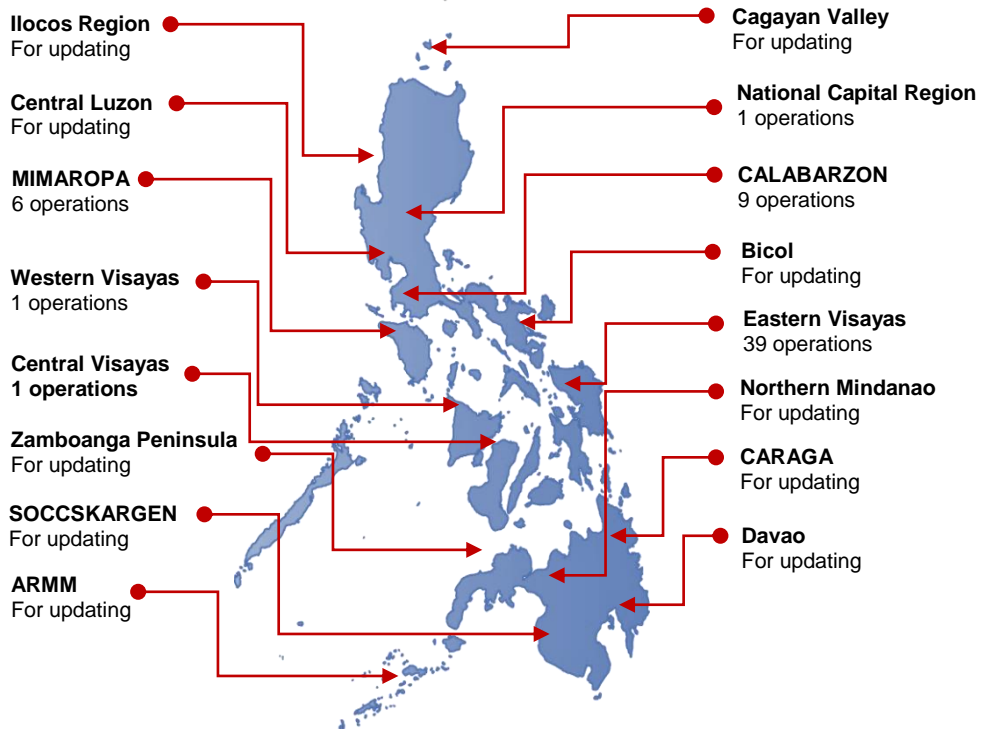 Ilocos Region
For updating
Central Luzon
For updating
MIMAROPA
6 operations
Western Visayas
1 operations
Central Visayas
1 operations
Zamboanga Peninsula
For updating
SOCCSKARGEN
For updating
ARMM
For updating
Cagayan Valley
For updating
National Capital Region
1 operations
CALABARZON
9 operations
Bicol
For updating
Eastern Visayas
39 operations
Northern Mindanao
For updating
CARAGA
For updating
Davao
For updating